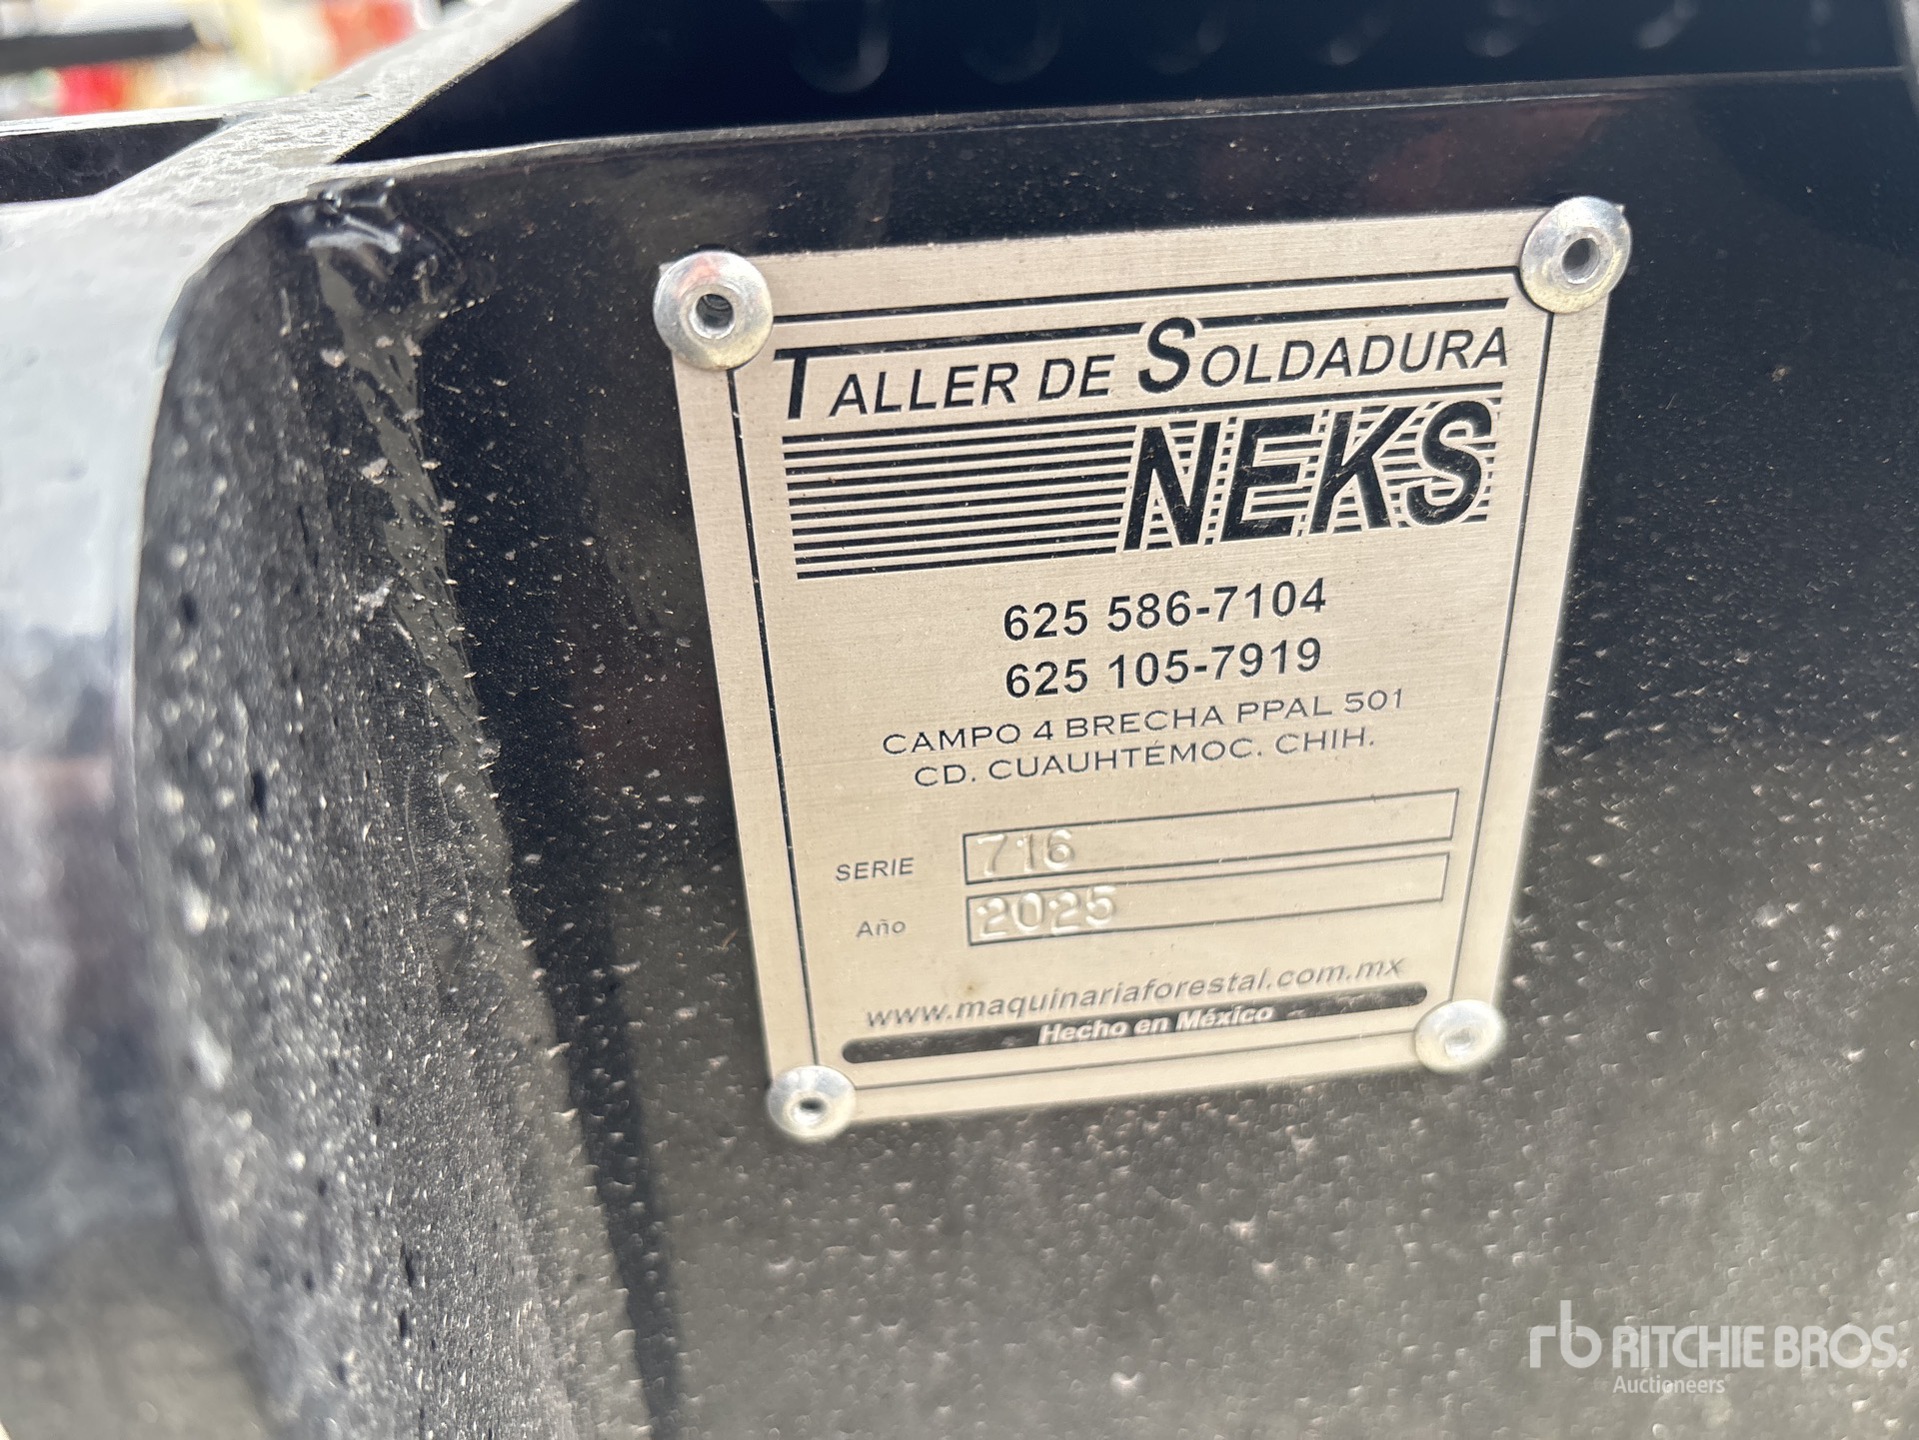 TALLER DE SOLDADURA
NEKS
625 586-7104
625 105-7919
CAMPO 4 BRECHA PPAL 501
CD. CUAUHTÉMOC. CHIH.
SERIE 716
Año 2025
www.maquinariaforestal.com.mx
Hecho en México
rb RITCHIE BROS.
Auctioneers